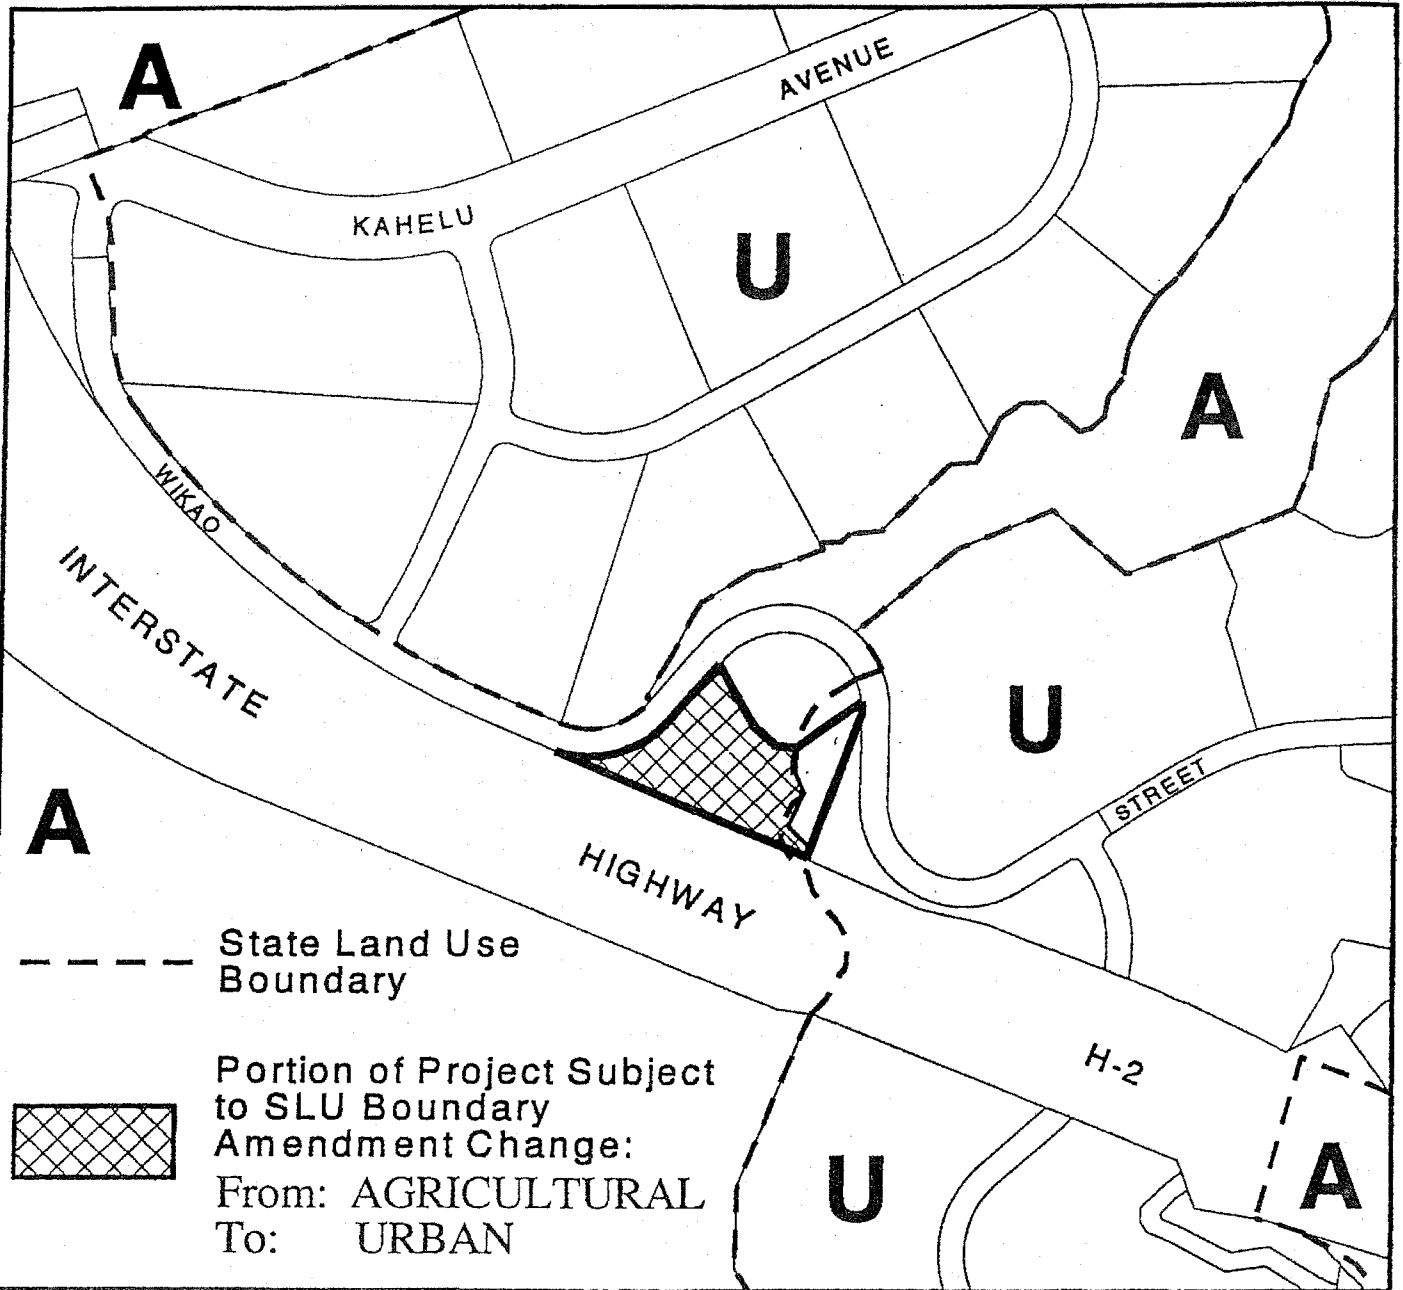 A
AVENUE
KAHELU
U
A
WIKAO
INTERSTATE
U
STREET
A
HIGHWAY
State Land Use
Boundary
H-2
Portion of Project Subject
to SLU Boundary
Amendment Change:
From: AGRICULTURAL
To: URBAN
U
A